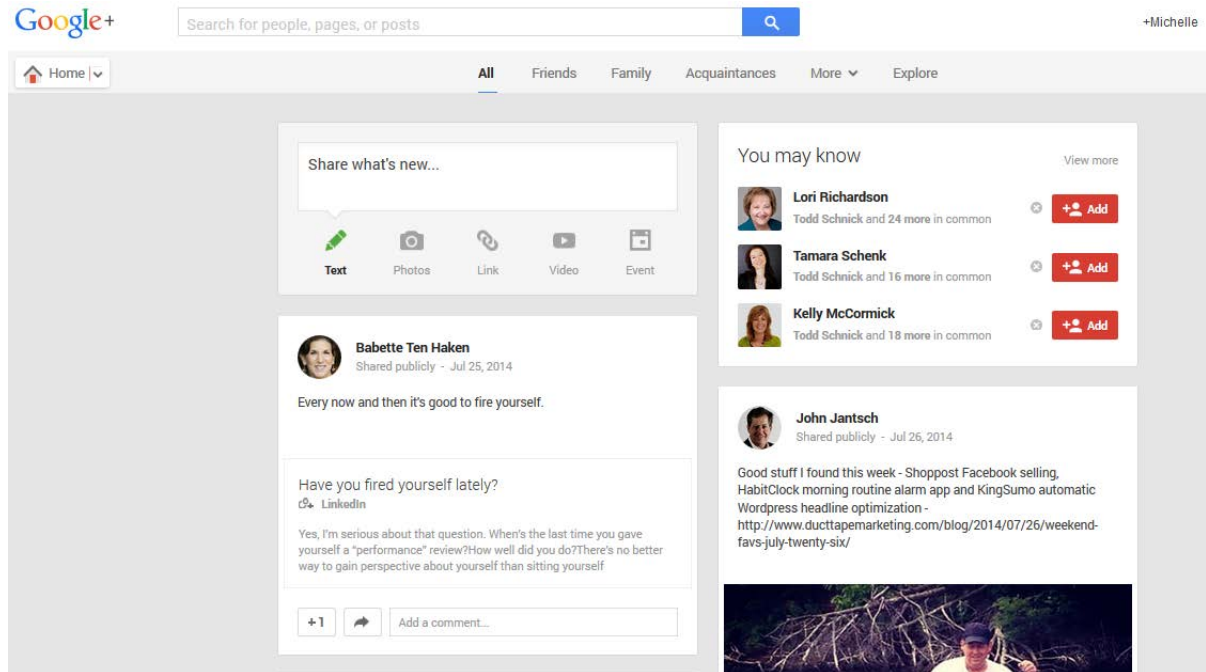 Google+
Search for people, pages, or posts
+Michelle
Home
All Friends Family Acquaintances More Explore
Share what's new...
Text Photos Link Video Event
Babette Ten Haken
Shared publicly - Jul 25, 2014
Every now and then it's good to fire yourself.
Have you fired yourself lately?
LinkedIn
Yes, I'm serious about that question. When's the last time you gave
yourself a "performance" review?How well did you do?There's no better
way to gain perspective about yourself than sitting yourself
+1
Add a comment...
You may know
View more
Lori Richardson
Todd Schnick and 24 more in common
Add
Tamara Schenk
Todd Schnick and 16 more in common
Add
Kelly McCormick
Todd Schnick and 18 more in common
Add
John Jantsch
Shared publicly - Jul 26, 2014
Good stuff I found this week - Shoppost Facebook selling,
HabitClock morning routine alarm app and KingSumo automatic
Wordpress headline optimization -
http://www.ducttapemarketing.com/blog/2014/07/26/weekend-
favs-july-twenty-six/